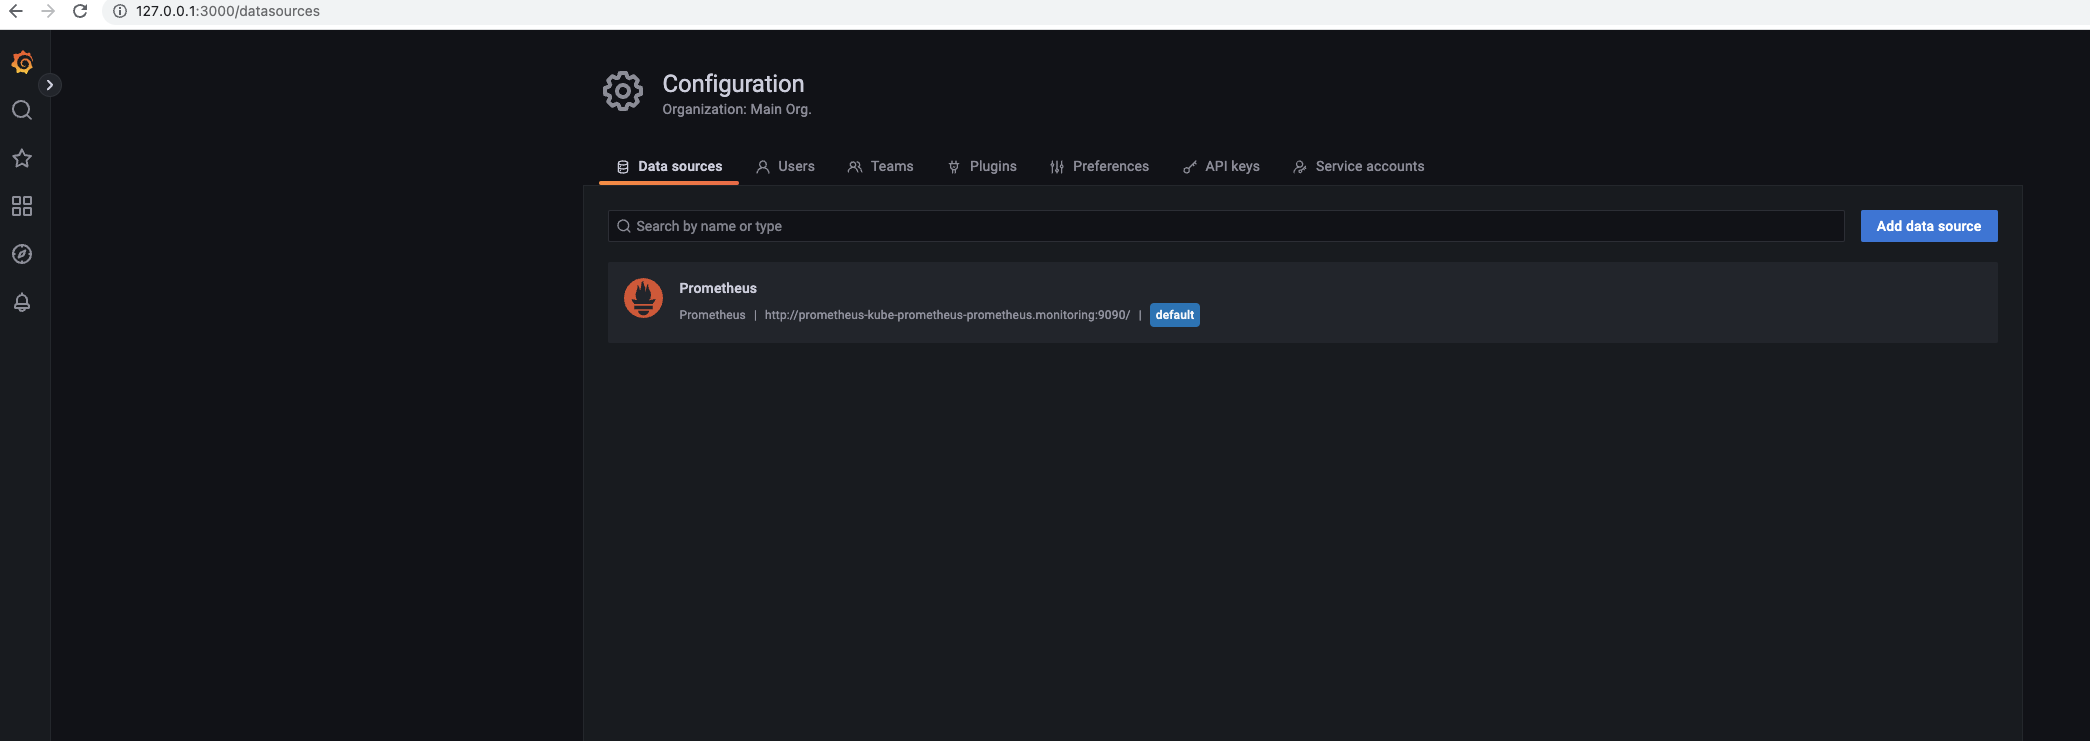 127.0.0.1:3000/datasources
Configuration
Organization: Main Org.
Data sources Users Teams Plugins Preferences API keys Service accounts
Search by name or type Add data source
Prometheus
Prometheus | http://prometheus-kube-prometheus-prometheus.monitoring:9090/ | default